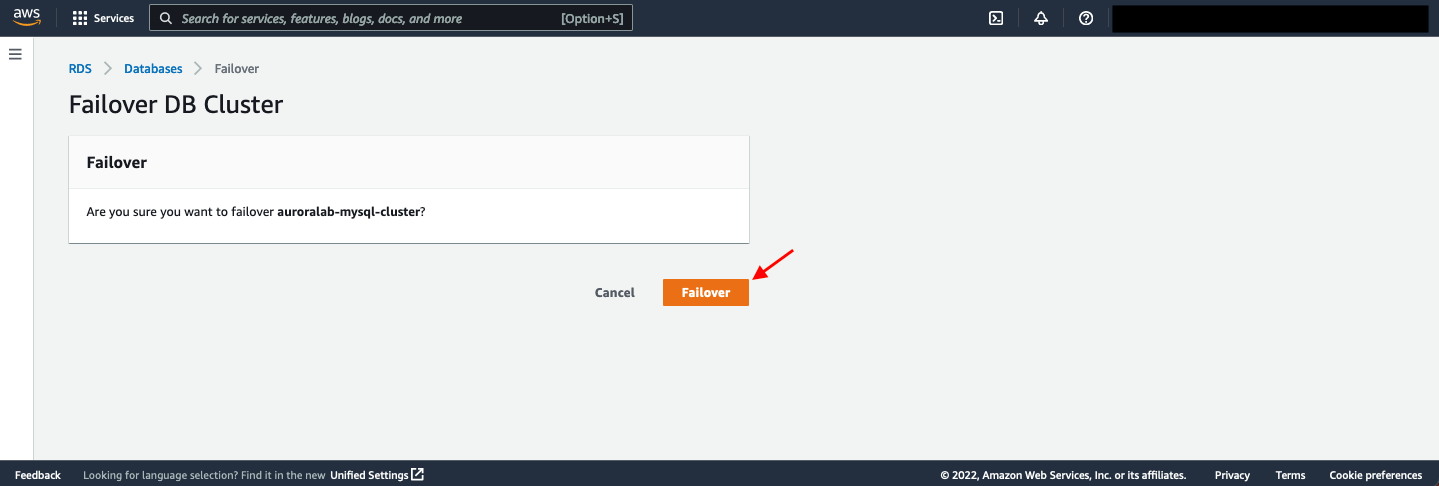 aws Services Search for services, features, blogs, docs, and more [Option+S]
RDS Databases Failover
Failover DB Cluster
Failover
Are you sure you want to failover auroralab-mysql-cluster?
Cancel Failover
Feedback Looking for language selection? Find it in the new Unified Settings © 2022, Amazon Web Services, Inc. or its affiliates. Privacy Terms Cookie preferences